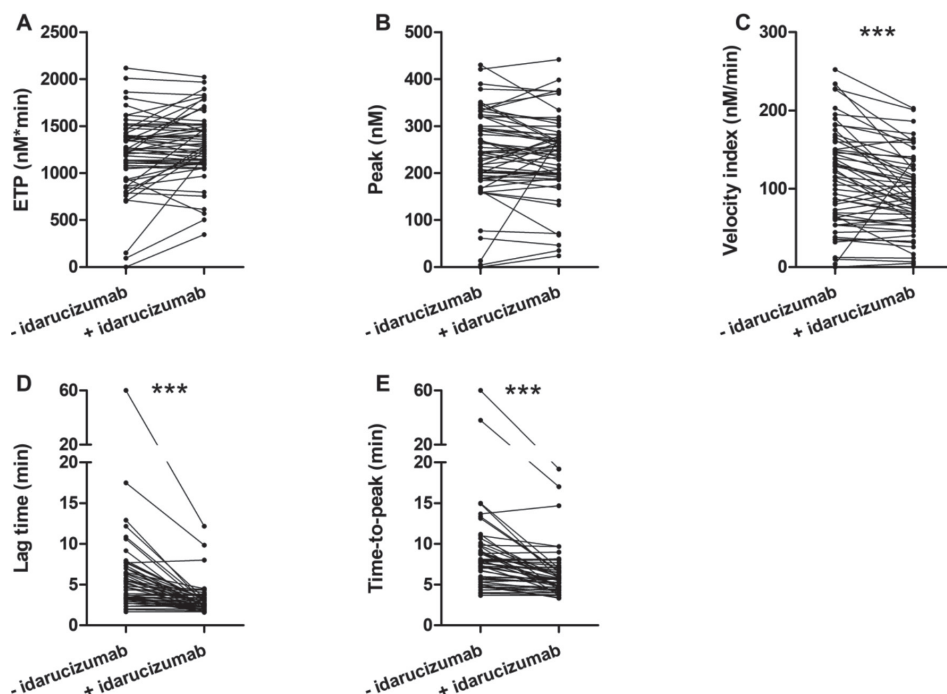 A
ETP (nM*min)
2500
2000
1500
1000
500
0
- idarucizumab
+ idarucizumab
B
Peak (nM)
500
400
300
200
100
0
- idarucizumab
+ idarucizumab
C
***
Velocity index (nM/min)
300
200
100
0
- idarucizumab
+ idarucizumab
D
***
Lag time (min)
60
20
20
15
10
5
0
- idarucizumab
+ idarucizumab
E
***
Time-to-peak (min)
60
20
20
15
10
5
0
- idarucizumab
+ idarucizumab